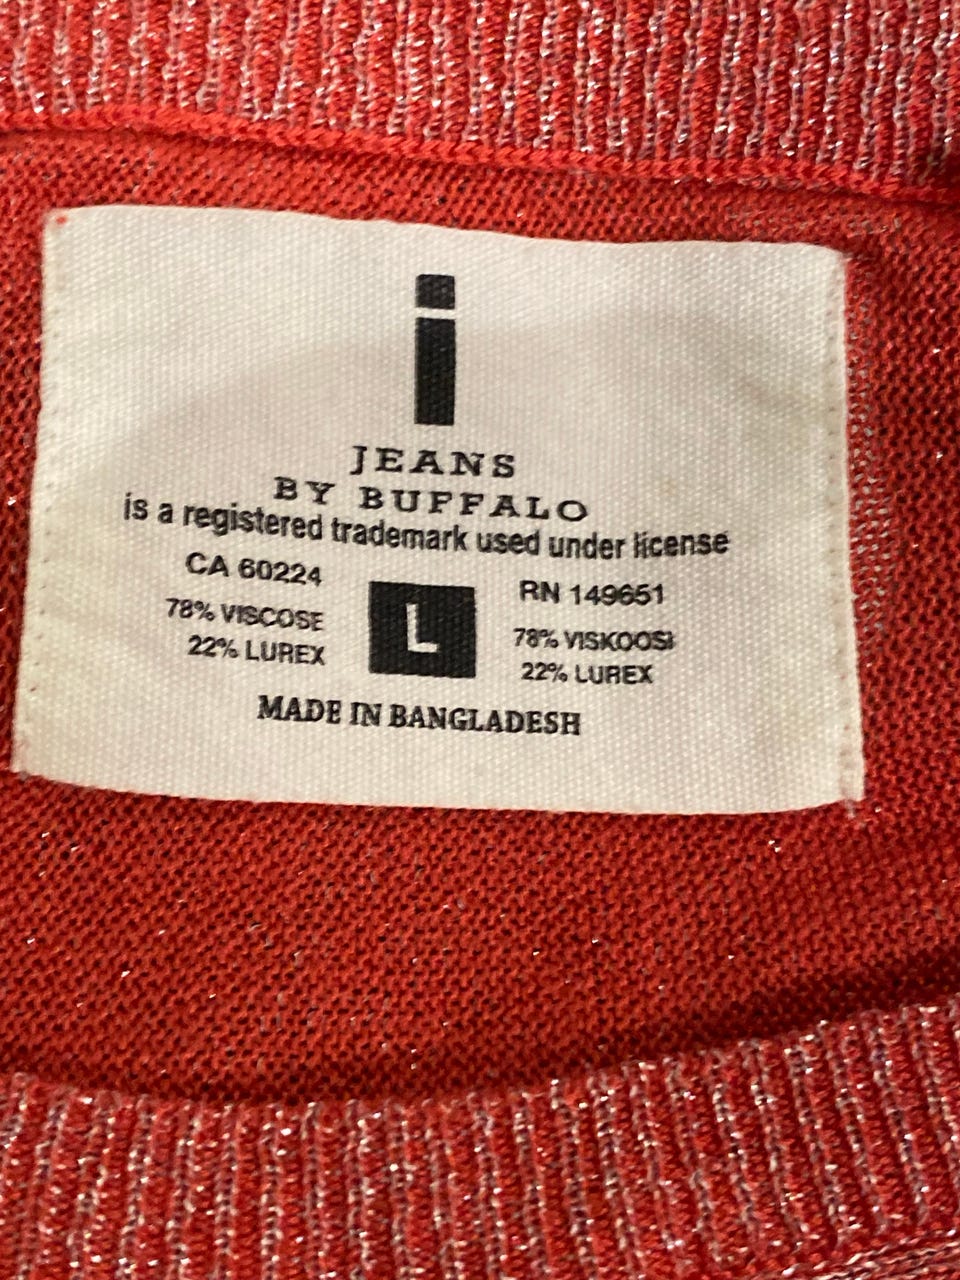 i
JEANS
BY BUFFALO
is a registered trademark used under license
CA 60224
78% VISCOSE
22% LUREX
L
RN 149651
78% VISKOOSI
22% LUREX
MADE IN BANGLADESH